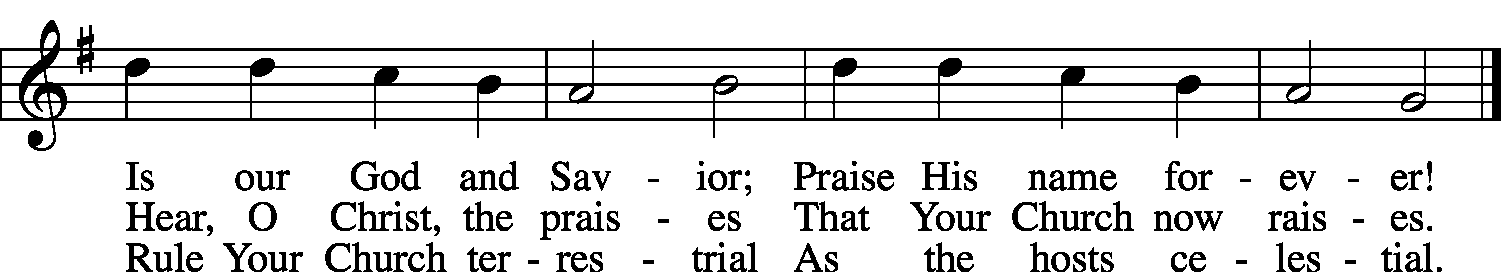 Is our God and Sav - ior; Praise His name for - ev - er!
Hear, O Christ, the prais - es That Your Church now rais - es.
Rule Your Church ter - res - trial As the hosts ce - les - tial.